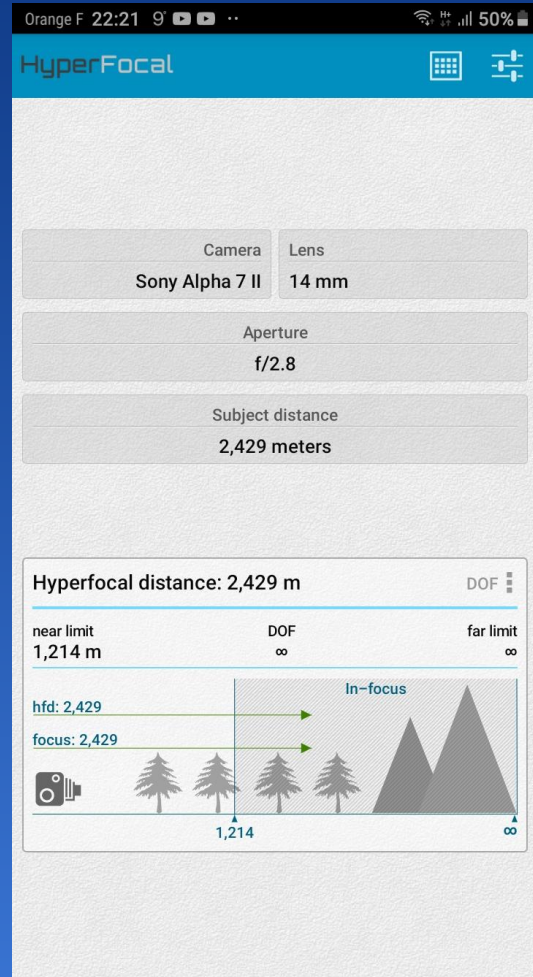 Orange F 22:21 9° 50%
HyperFocal
Camera
Sony Alpha 7 II
Lens
14 mm
Aperture
f/2.8
Subject distance
2,429 meters
Hyperfocal distance: 2,429 m DOF
near limit DOF far limit
1,214 m ∞ ∞
In-focus
hfd: 2,429
focus: 2,429
1,214 ∞